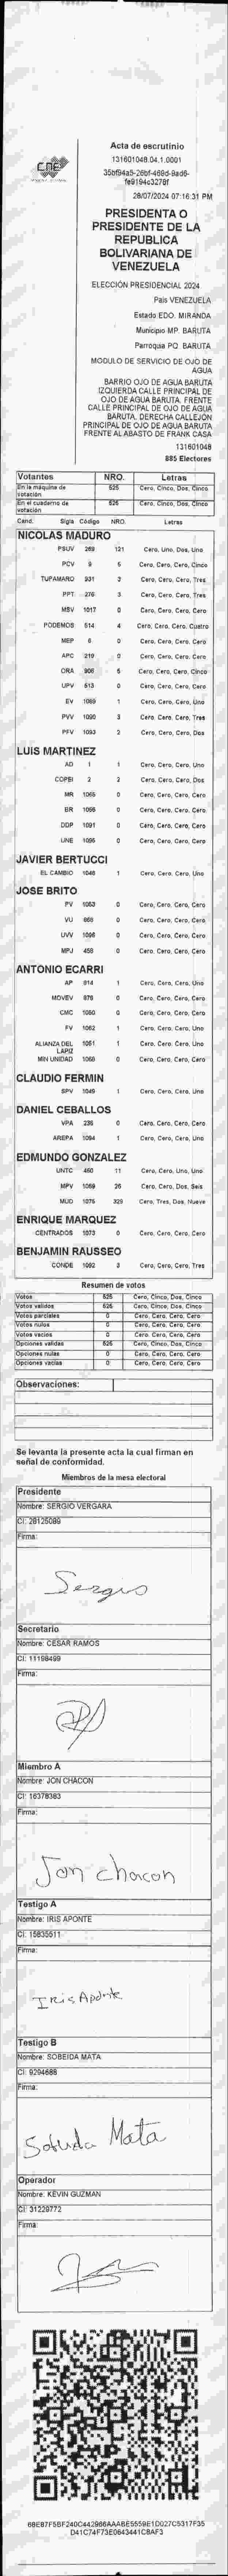 CNE
Acta de escrutinio
131601048.04.1.0001
28/07/2024 07:16:31 PM
PRESIDENTA O
PRESIDENTE DE LA
REPUBLICA
BOLIVARIANA DE
VENEZUELA
ELECCIÓN PRESIDENCIAL 2024
País VENEZUELA
Estado EDO. MIRANDA
Municipio MP. BARUTA
Parroquia PQ. BARUTA
MODULO DE SERVICIO DE OJO DE
AGUA
BARRIO OJO DE AGUA BARUTA
IZQUIERDA CALLE PRINCIPAL DE
OJO DE AGUA BARUTA. FRENTE
CALLE PRINCIPAL OJO DE AGUA
BARUTA. DERECHA CALLEJÓN
PRINCIPAL DE OJO DE AGUA BARUTA
FRENTE AL ABASTO DE FRANK CASA
131601048
885 Electores
Votantes NRO. Letras
En la máquina de votación 525 Cero, Cinco, Dos, Cinco
En el cuaderno de votación 525 Cero, Cinco, Dos, Cinco
Cand. Sigla Código NRO. Letras
NICOLAS MADURO
PSUV 269 121 Cero, Uno, Dos, Uno
PCV 9 5 Cero, Cero, Cero, Cinco
TUPAMARO 931 3 Cero, Cero, Cero, Tres
PPT 276 3 Cero, Cero, Cero, Tres
MSV 1017 0 Cero, Cero, Cero, Cero
PODEMOS 514 4 Cero, Cero, Cero, Cuatro
MEP 6 0 Cero, Cero, Cero, Cero
APC 219 0 Cero, Cero, Cero, Cero
ORA 906 5 Cero, Cero, Cero, Cinco
UPV 513 0 Cero, Cero, Cero, Cero
EV 1089 1 Cero, Cero, Cero, Uno
PVV 1090 3 Cero, Cero, Cero, Tres
PFV 1093 2 Cero, Cero, Cero, Dos
LUIS MARTINEZ
AD 1 1 Cero, Cero, Cero, Uno
COPEI 2 2 Cero, Cero, Cero, Dos
MR 1055 0 Cero, Cero, Cero, Cero
BR 1056 0 Cero, Cero, Cero, Cero
DDP 1091 0 Cero, Cero, Cero, Cero
UNE 1095 0 Cero, Cero, Cero, Cero
JAVIER BERTUCCI
EL CAMBIO 1048 1 Cero, Cero, Cero, Uno
JOSE BRITO
PV 1053 0 Cero, Cero, Cero, Cero
VU 868 0 Cero, Cero, Cero, Cero
UVV 1096 0 Cero, Cero, Cero, Cero
MPJ 458 0 Cero, Cero, Cero, Cero
ANTONIO ECARRI
AP 914 1 Cero, Cero, Cero, Uno
MOVEV 876 0 Cero, Cero, Cero, Cero
CMC 1050 0 Cero, Cero, Cero, Cero
FV 1062 1 Cero, Cero, Cero, Uno
ALIANZA DEL LAPIZ 1051 1 Cero, Cero, Cero, Uno
MIN UNIDAD 1058 0 Cero, Cero, Cero, Cero
CLAUDIO FERMIN
SPV 1049 1 Cero, Cero, Cero, Uno
DANIEL CEBALLOS
VPA 236 0 Cero, Cero, Cero, Cero
AREPA 1094 1 Cero, Cero, Cero, Uno
EDMUNDO GONZALEZ
UNTC 460 11 Cero, Cero, Uno, Uno
MPV 1069 26 Cero, Cero, Dos, Seis
MUD 1075 329 Cero, Tres, Dos, Nueve
ENRIQUE MARQUEZ
CENTRADOS 1073 0 Cero, Cero, Cero, Cero
BENJAMIN RAUSSEO
CONDE 1092 3 Cero, Cero, Cero, Tres
Resumen de votos
Votos 525 Cero, Cinco, Dos, Cinco
Votos validos 525 Cero, Cinco, Dos, Cinco
Votos parciales 0 Cero, Cero, Cero, Cero
Votos nulos 0 Cero, Cero, Cero, Cero
Votos vacíos 0 Cero, Cero, Cero, Cero
Opciones validas 525 Cero, Cinco, Dos, Cinco
Opciones nulas 0 Cero, Cero, Cero, Cero
Opciones vacías 0 Cero, Cero, Cero, Cero
Observaciones:
Se levanta la presente acta la cual firman en
señal de conformidad.
Miembros de la mesa electoral
Presidente
Nombre: SERGIO VERGARA
CI: 28125089
Firma:
Sergio
Secretario
Nombre: CESAR RAMOS
CI: 11198499
Firma:
Miembro A
Nombre: JON CHACON
CI: 16378383
Firma:
Jon chacon
Testigo A
Nombre: IRIS APONTE
CI: 15835511
Firma:
Iris Aponte
Testigo B
Nombre: SOBEIDA MATA
CI: 9294688
Firma:
Sobeida Mata
Operador
Nombre: KEVIN GUZMAN
CI: 31229772
Firma: